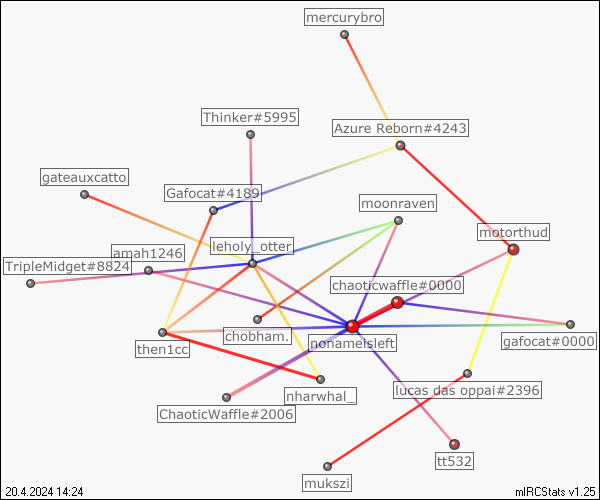 mercurybro
Thinker#5995
Azure Reborn#4243
gateauxcatto
Gafocat#4189
moonraven
motorthud
leholy_otter
amah1246
TripleMidget#8824
chaoticwaffle#0000
chobham.
nonameisleft
gafocat#0000
then1cc
lucas das oppai#2396
nharwhal_
ChaoticWaffle#2006
tt532
mukszi
20.4.2024 14:24
mIRCStats v1.25